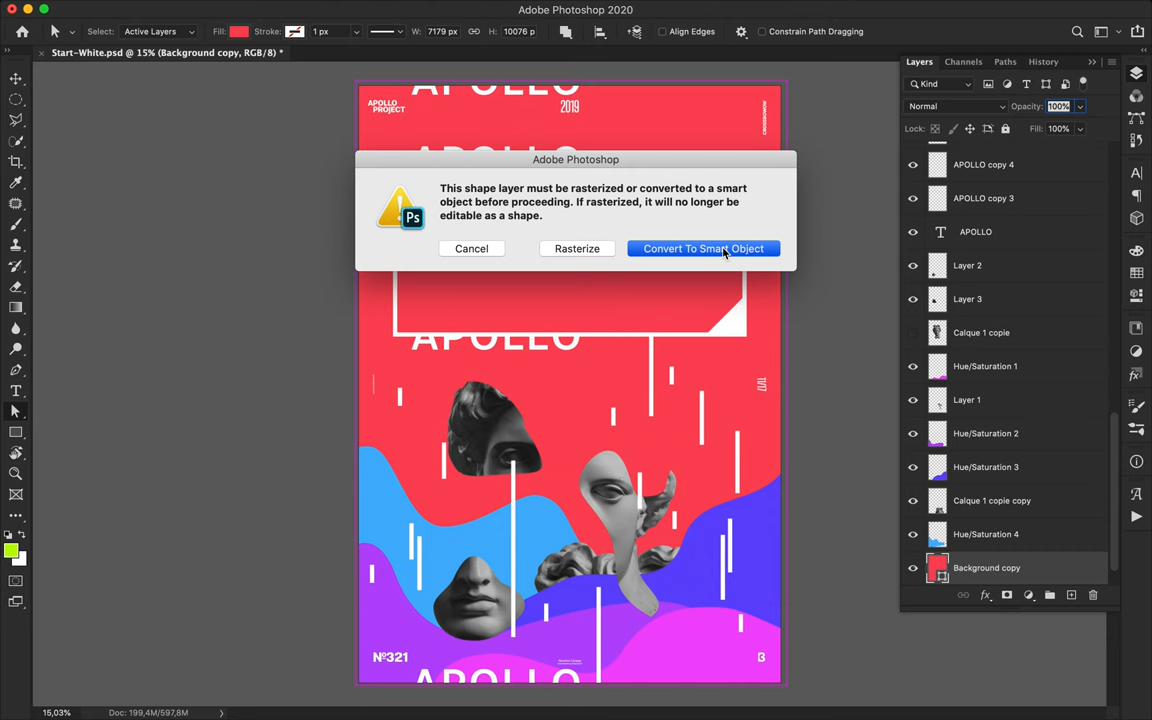 Adobe Photoshop 2020
Select: Active Layers Fill: Stroke: 1 px W: 7179 px H: 10076 p Align Edges Constrain Path Dragging
Start-White.psd @ 15% (Background copy, RGB/8) *
Layers Channels Paths History
Kind
Normal Opacity: 100%
Lock: Fill: 100%
APOLLO copy 4
APOLLO copy 3
APOLLO
Layer 2
Layer 3
Calque 1 copie
Hue/Saturation 1
Layer 1
Hue/Saturation 2
Hue/Saturation 3
Calque 1 copie copy
Hue/Saturation 4
Background copy
APOLLO
APOLLO
PROJECT
2019
APOLLO
Adobe Photoshop
This shape layer must be rasterized or converted to a smart
object before proceeding. If rasterized, it will no longer be
editable as a shape.
Ps
Cancel Rasterize Convert To Smart Object
APOLLO
11/17
Nº321
APOLLO
15,03% Doc: 199,4M/597,8M